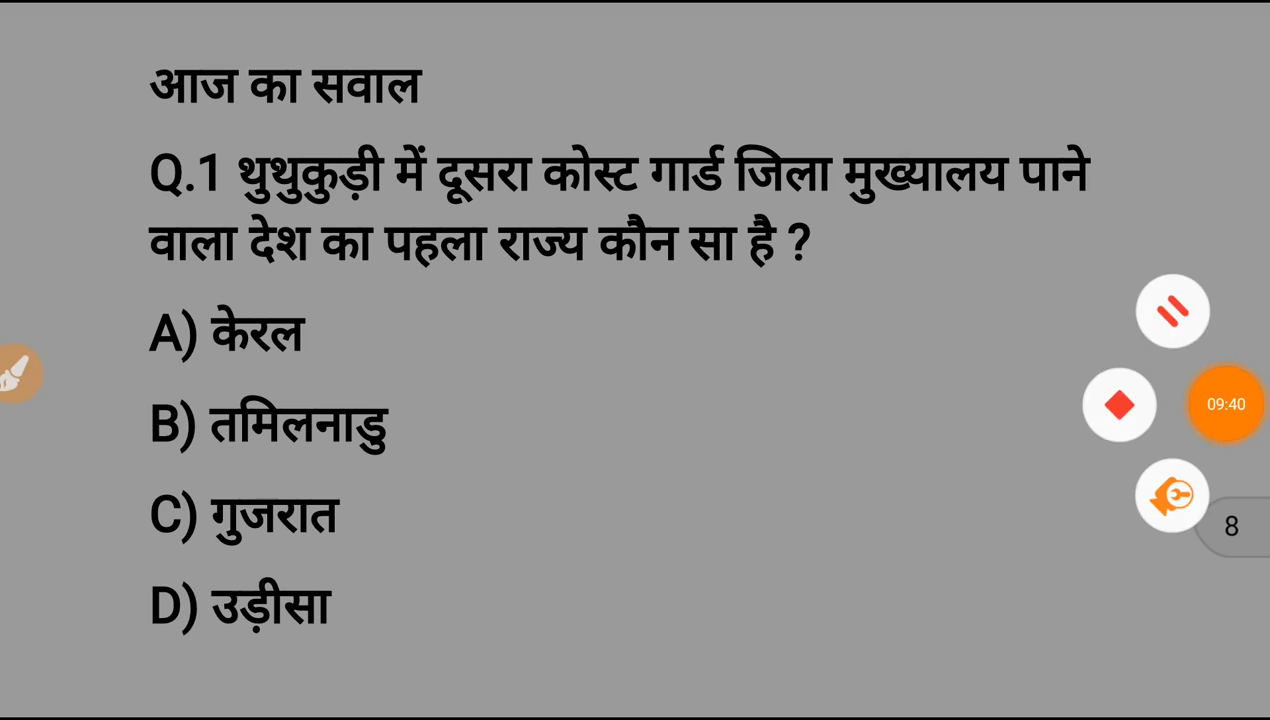 आज का सवाल
Q.1 थुथुकुड़ी में दूसरा कोस्ट गार्ड जिला मुख्यालय पाने
वाला देश का पहला राज्य कौन सा है ?
A) केरल
B) तमिलनाडु
C) गुजरात
D) उड़ीसा
09:40
8